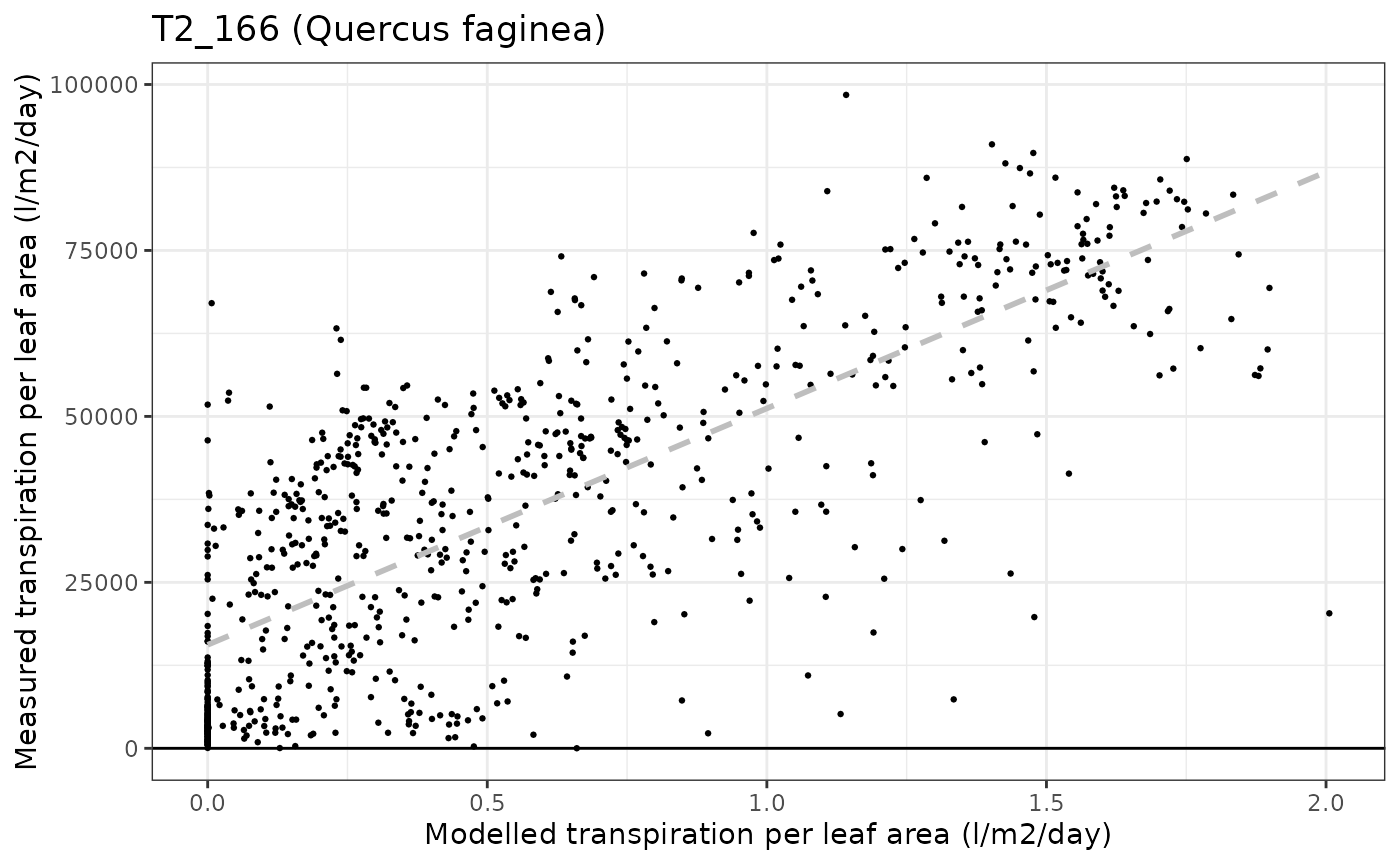 T2_166 (Quercus faginea)
Measured transpiration per leaf area (l/m2/day)
100000
75000
50000
25000
0
0.0 0.5 1.0 1.5 2.0
Modelled transpiration per leaf area (l/m2/day)